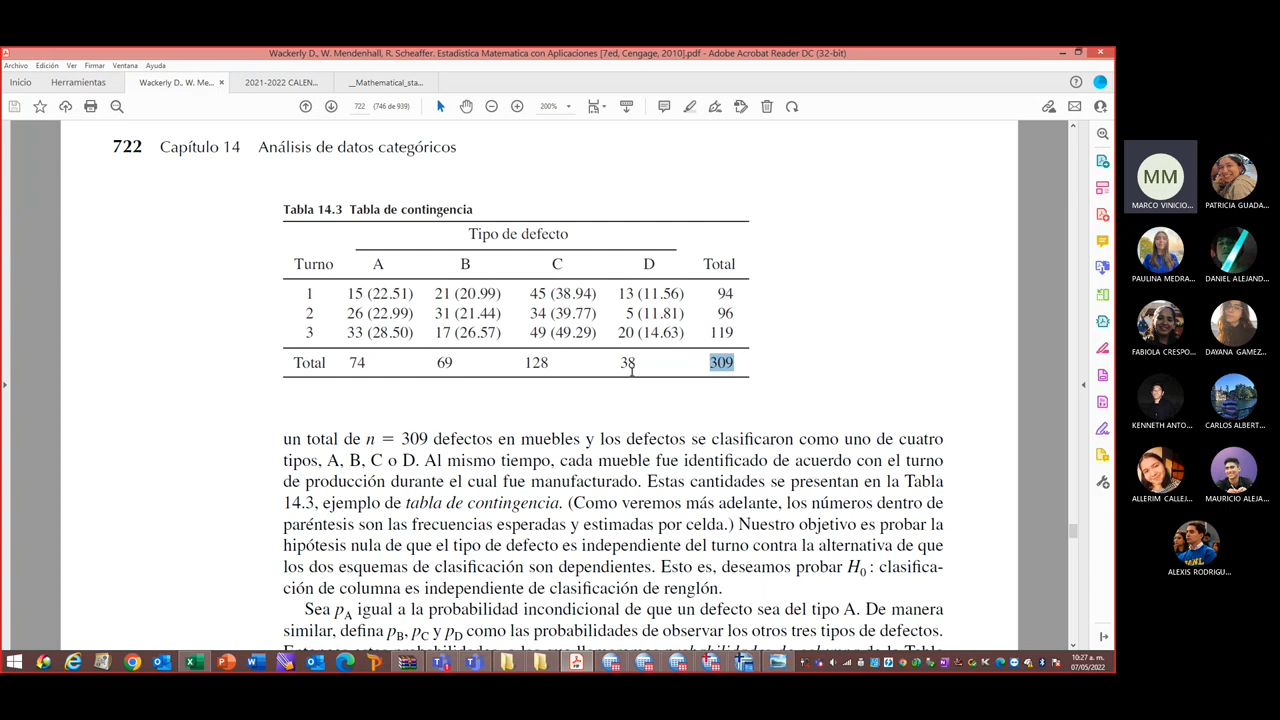 Wackerly D., W. Mendenhall, R. Scheaffer. Estadistica Matematica con Aplicaciones [7ed, Cengage, 2010].pdf - Adobe Acrobat Reader DC (32-bit)
Archivo Edición Ver Firmar Ventana Ayuda
Inicio Herramientas Wackerly D., W. Me... × 2021-2022 CALEN... __Mathematical_sta...
722 (746 de 939) 200%
722 Capítulo 14 Análisis de datos categóricos
Tabla 14.3 Tabla de contingencia
Tipo de defecto
Turno A B C D Total
1 15 (22.51) 21 (20.99) 45 (38.94) 13 (11.56) 94
2 26 (22.99) 31 (21.44) 34 (39.77) 5 (11.81) 96
3 33 (28.50) 17 (26.57) 49 (49.29) 20 (14.63) 119
Total 74 69 128 38 309
un total de n = 309 defectos en muebles y los defectos se clasificaron como uno de cuatro
tipos, A, B, C o D. Al mismo tiempo, cada mueble fue identificado de acuerdo con el turno
de producción durante el cual fue manufacturado. Estas cantidades se presentan en la Tabla
14.3, ejemplo de tabla de contingencia. (Como veremos más adelante, los números dentro de
paréntesis son las frecuencias esperadas y estimadas por celda.) Nuestro objetivo es probar la
hipótesis nula de que el tipo de defecto es independiente del turno contra la alternativa de que
los dos esquemas de clasificación son dependientes. Esto es, deseamos probar H0 : clasifica-
ción de columna es independiente de clasificación de renglón.
Sea pA igual a la probabilidad incondicional de que un defecto sea del tipo A. De manera
similar, defina pB, pC y pD como las probabilidades de observar los otros tres tipos de defectos.
10:27 a. m.
07/05/2022
MM
MARCO VINICIO... PATRICIA GUADA...
PAULINA MEDRA... DANIEL ALEJAND...
FABIOLA CRESPO... DAYANA GAMEZ...
KENNETH ANTO... CARLOS ALBERT...
ALLERIM CALLEJ... MAURICIO ALEJA...
ALEXIS RODRIGU...